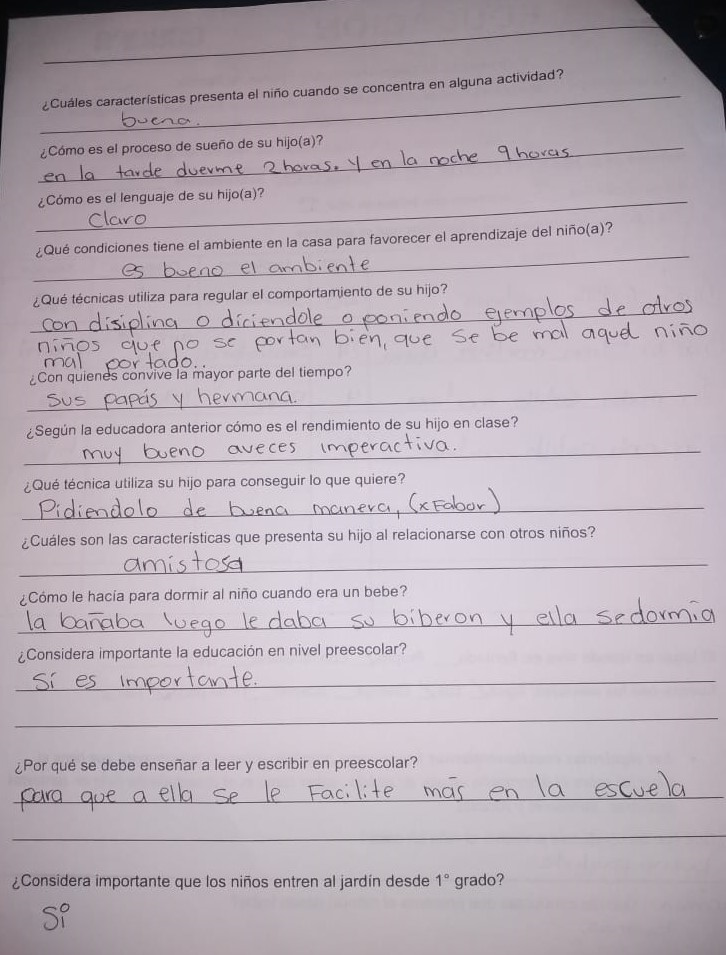 ¿Cuáles características presenta el niño cuando se concentra en alguna actividad?
buena.
¿Cómo es el proceso de sueño de su hijo(a)?
en la tarde duerme 2 horas. y en la noche 9 horas
¿Cómo es el lenguaje de su hijo(a)?
Claro
¿Qué condiciones tiene el ambiente en la casa para favorecer el aprendizaje del niño(a)?
es bueno el ambiente
¿Qué técnicas utiliza para regular el comportamiento de su hijo?
con disiplina o diciendole o poniendo ejemplos de otros
niños que no se portan bien, que se be mal aquel niño
mal portado..
¿Con quienes convive la mayor parte del tiempo?
sus papás y hermana.
¿Según la educadora anterior cómo es el rendimiento de su hijo en clase?
muy bueno aveces imperactiva.
¿Qué técnica utiliza su hijo para conseguir lo que quiere?
Pidiendolo de buena manera, (x Fabor)
¿Cuáles son las características que presenta su hijo al relacionarse con otros niños?
amistosa
¿Cómo le hacía para dormir al niño cuando era un bebe?
la bañaba luego le daba su biberon y ella se dormia
¿Considera importante la educación en nivel preescolar?
Sí es importante.
¿Por qué se debe enseñar a leer y escribir en preescolar?
para que a ella se le Facilite más en la escuela
¿Considera importante que los niños entren al jardín desde 1° grado?
Si